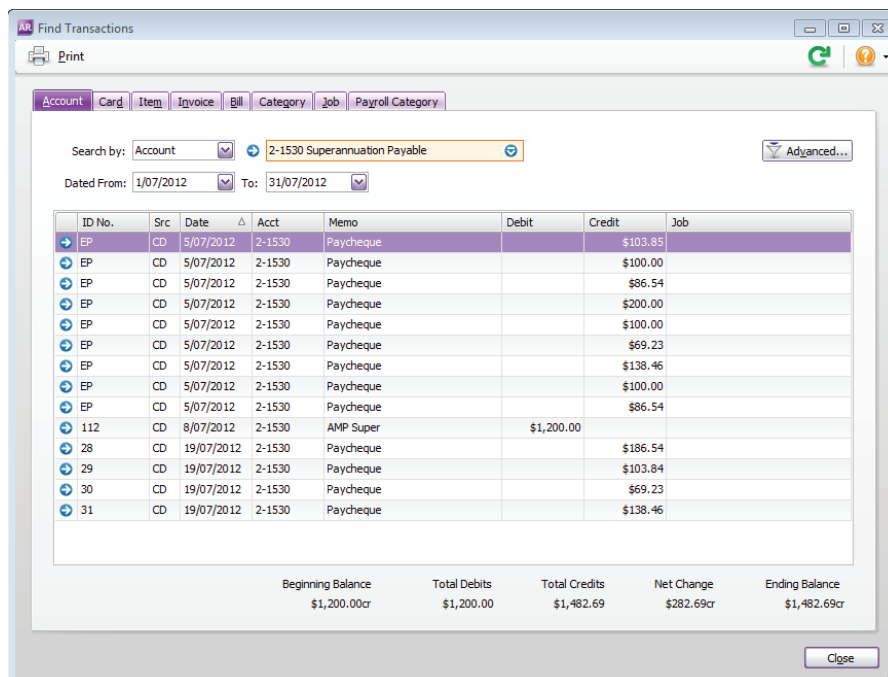 AR Find Transactions
Print
Account Card Item Invoice Bill Category Job Payroll Category
Search by: Account 2-1530 Superannuation Payable Advanced...
Dated From: 1/07/2012 To: 31/07/2012
ID No. Src Date Acct Memo Debit Credit Job
EP CD 5/07/2012 2-1530 Paycheque $103.85
EP CD 5/07/2012 2-1530 Paycheque $100.00
EP CD 5/07/2012 2-1530 Paycheque $86.54
EP CD 5/07/2012 2-1530 Paycheque $200.00
EP CD 5/07/2012 2-1530 Paycheque $100.00
EP CD 5/07/2012 2-1530 Paycheque $69.23
EP CD 5/07/2012 2-1530 Paycheque $138.46
EP CD 5/07/2012 2-1530 Paycheque $100.00
EP CD 5/07/2012 2-1530 Paycheque $86.54
112 CD 8/07/2012 2-1530 AMP Super $1,200.00
28 CD 19/07/2012 2-1530 Paycheque $186.54
29 CD 19/07/2012 2-1530 Paycheque $103.84
30 CD 19/07/2012 2-1530 Paycheque $69.23
31 CD 19/07/2012 2-1530 Paycheque $138.46
Beginning Balance Total Debits Total Credits Net Change Ending Balance
$1,200.00cr $1,200.00 $1,482.69 $282.69cr $1,482.69cr
Close